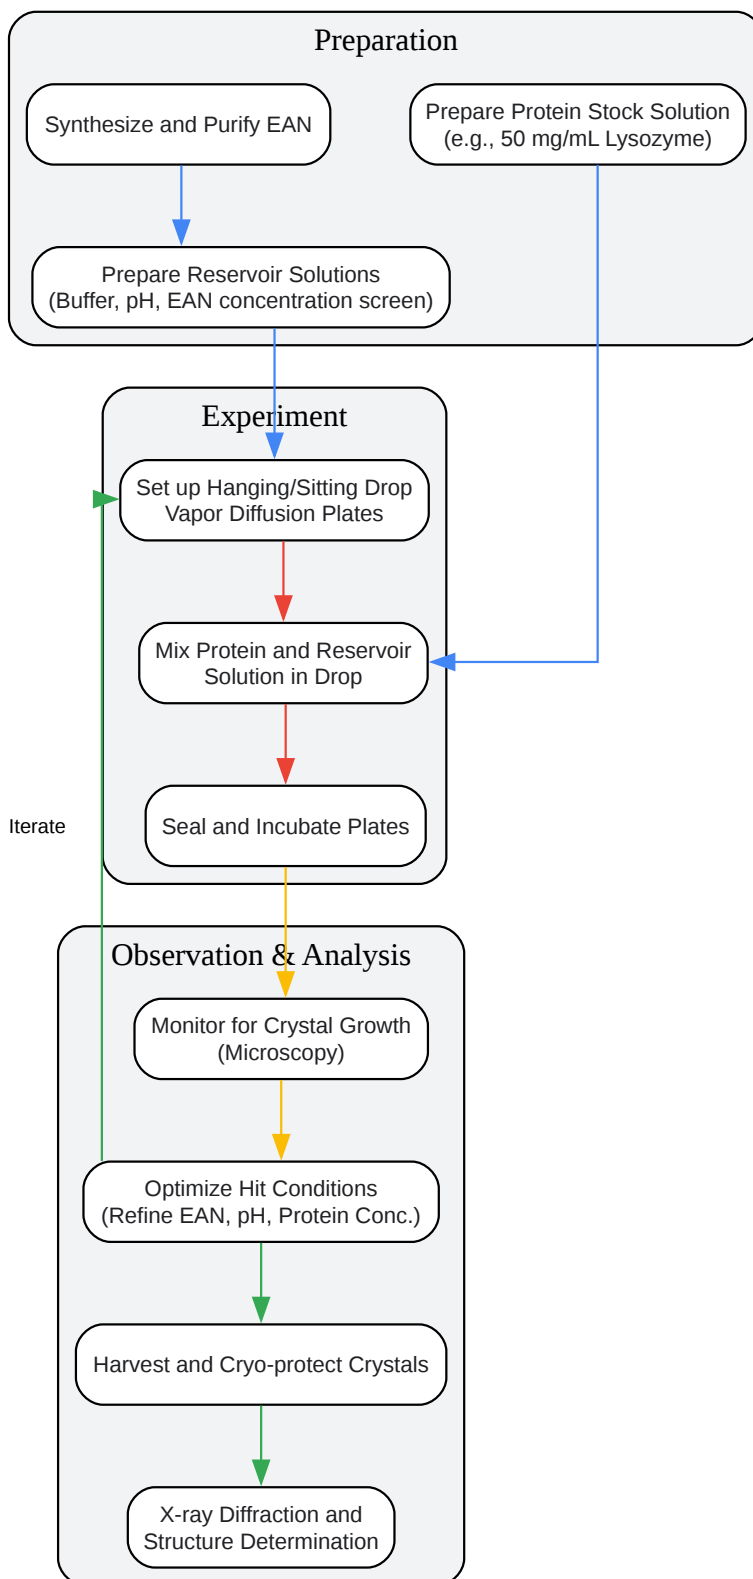 Preparation
Synthesize and Purify EAN
Prepare Protein Stock Solution
(e.g., 50 mg/mL Lysozyme)
Prepare Reservoir Solutions
(Buffer, pH, EAN concentration screen)
Experiment
Set up Hanging/Sitting Drop
Vapor Diffusion Plates
Mix Protein and Reservoir
Solution in Drop
Seal and Incubate Plates
Iterate
Observation & Analysis
Monitor for Crystal Growth
(Microscopy)
Optimize Hit Conditions
(Refine EAN, pH, Protein Conc.)
Harvest and Cryo-protect Crystals
X-ray Diffraction and
Structure Determination